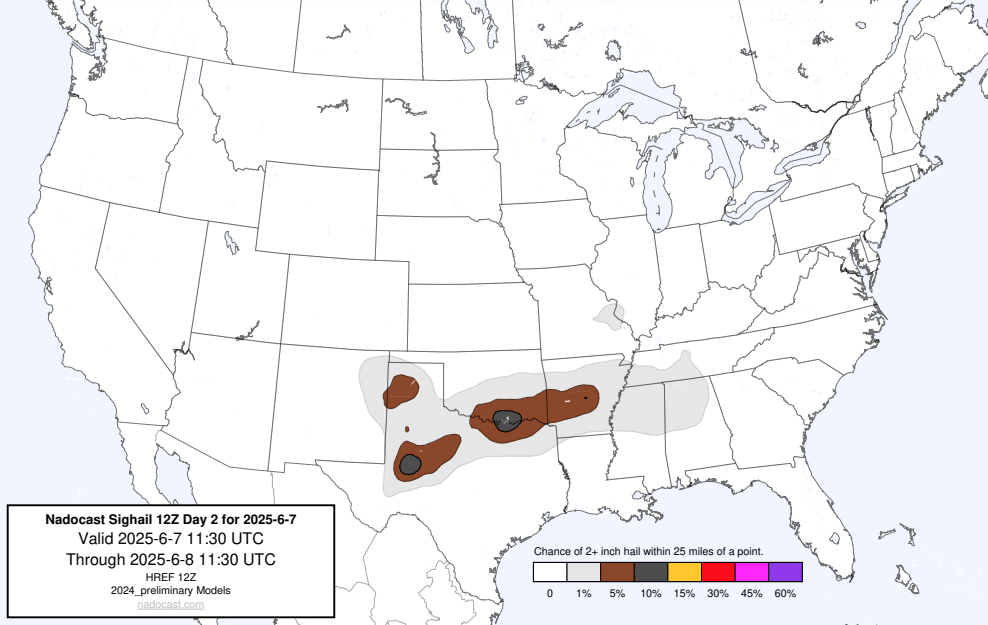 Nadocast Sighail 12Z Day 2 for 2025-6-7
Valid 2025-6-7 11:30 UTC
Through 2025-6-8 11:30 UTC
HREF 12Z
2024_preliminary Models
nadocast.com
Chance of 2+ inch hail within 25 miles of a point.
0 1% 5% 10% 15% 30% 45% 60%